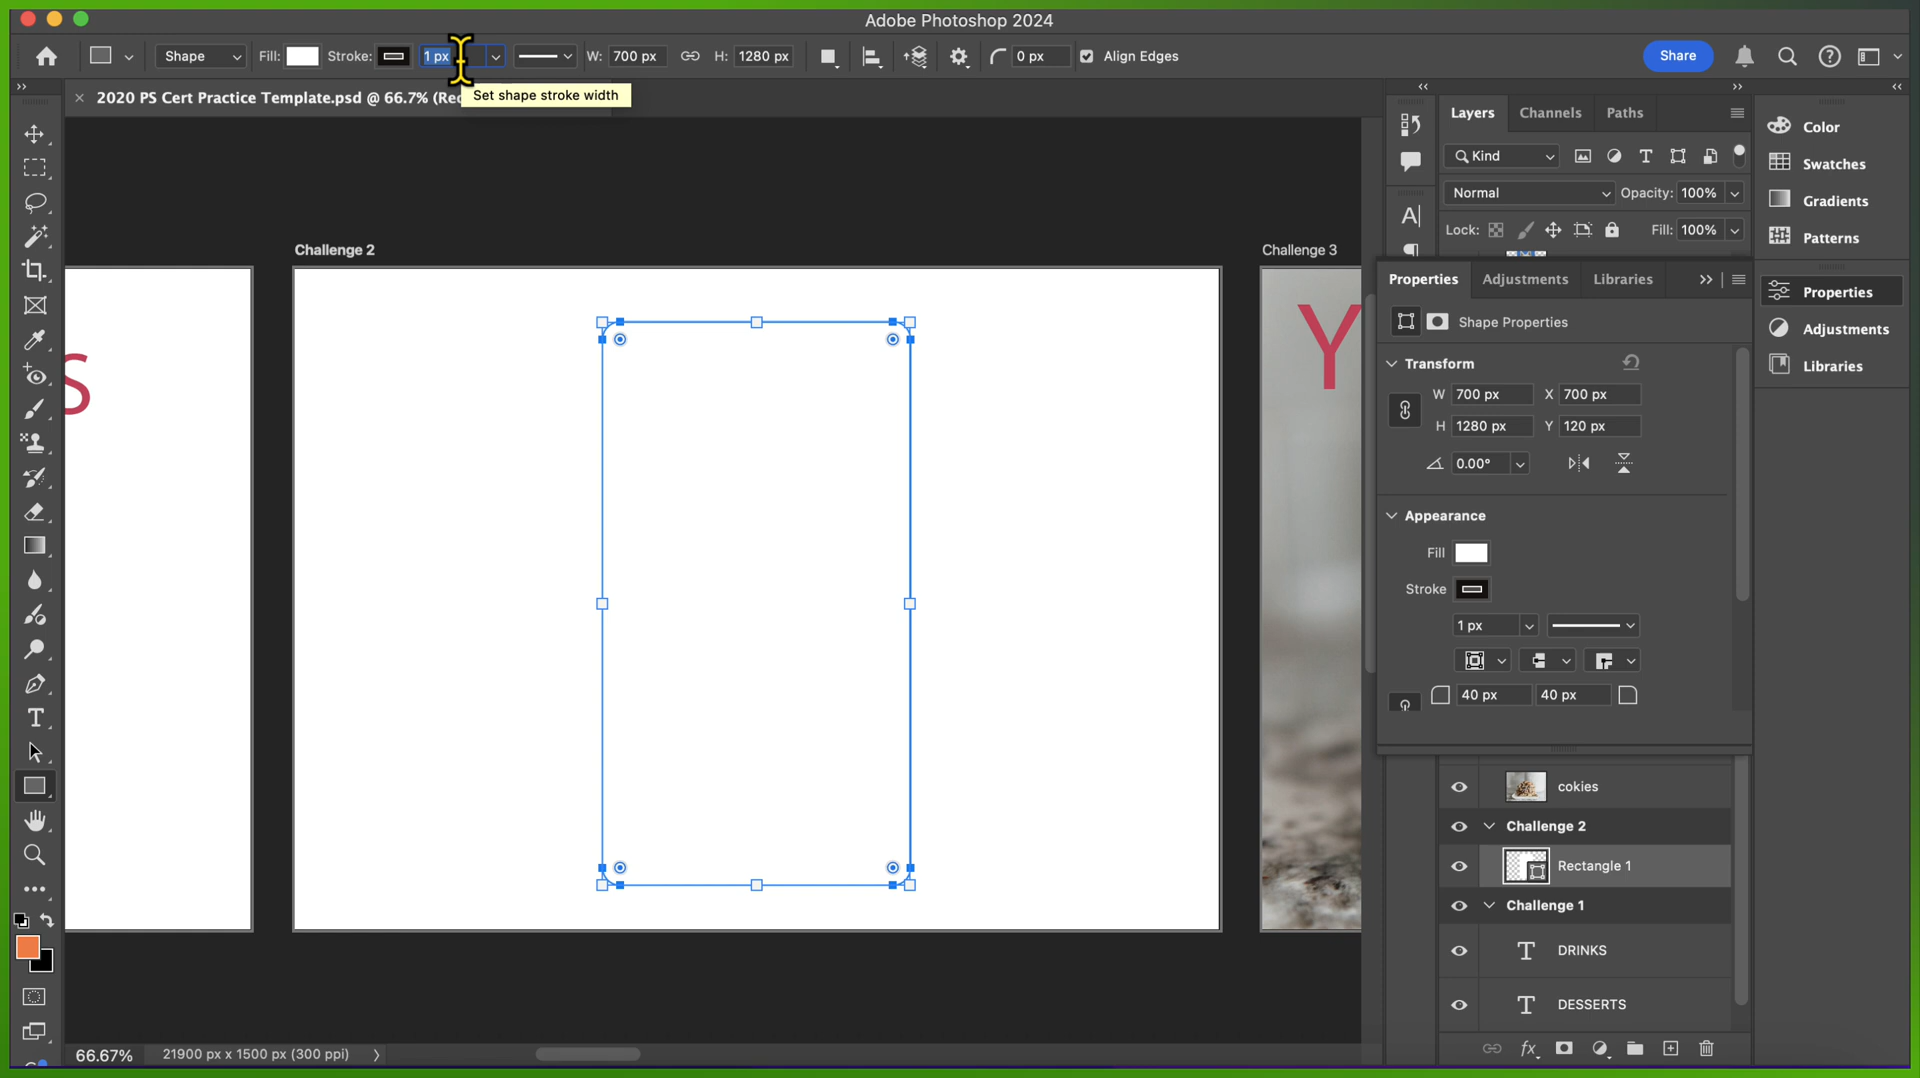 Adobe Photoshop 2024
Shape Fill: Stroke: 1 px W: 700 px H: 1280 px 0 px Align Edges Share
2020 PS Cert Practice Template.psd @ 66.7% (Rec
Set shape stroke width
Layers Channels Paths
Kind
Normal Opacity: 100%
Lock: Fill: 100%
Color
Swatches
Gradients
Patterns
Properties
Adjustments
Libraries
Challenge 2
Challenge 3
S
Y
Properties Adjustments Libraries
Shape Properties
Transform
W 700 px X 700 px
H 1280 px Y 120 px
0.00°
Appearance
Fill
Stroke
1 px
40 px 40 px
cokies
Challenge 2
Rectangle 1
Challenge 1
T DRINKS
T DESSERTS
fx
66.67% 21900 px x 1500 px (300 ppi)